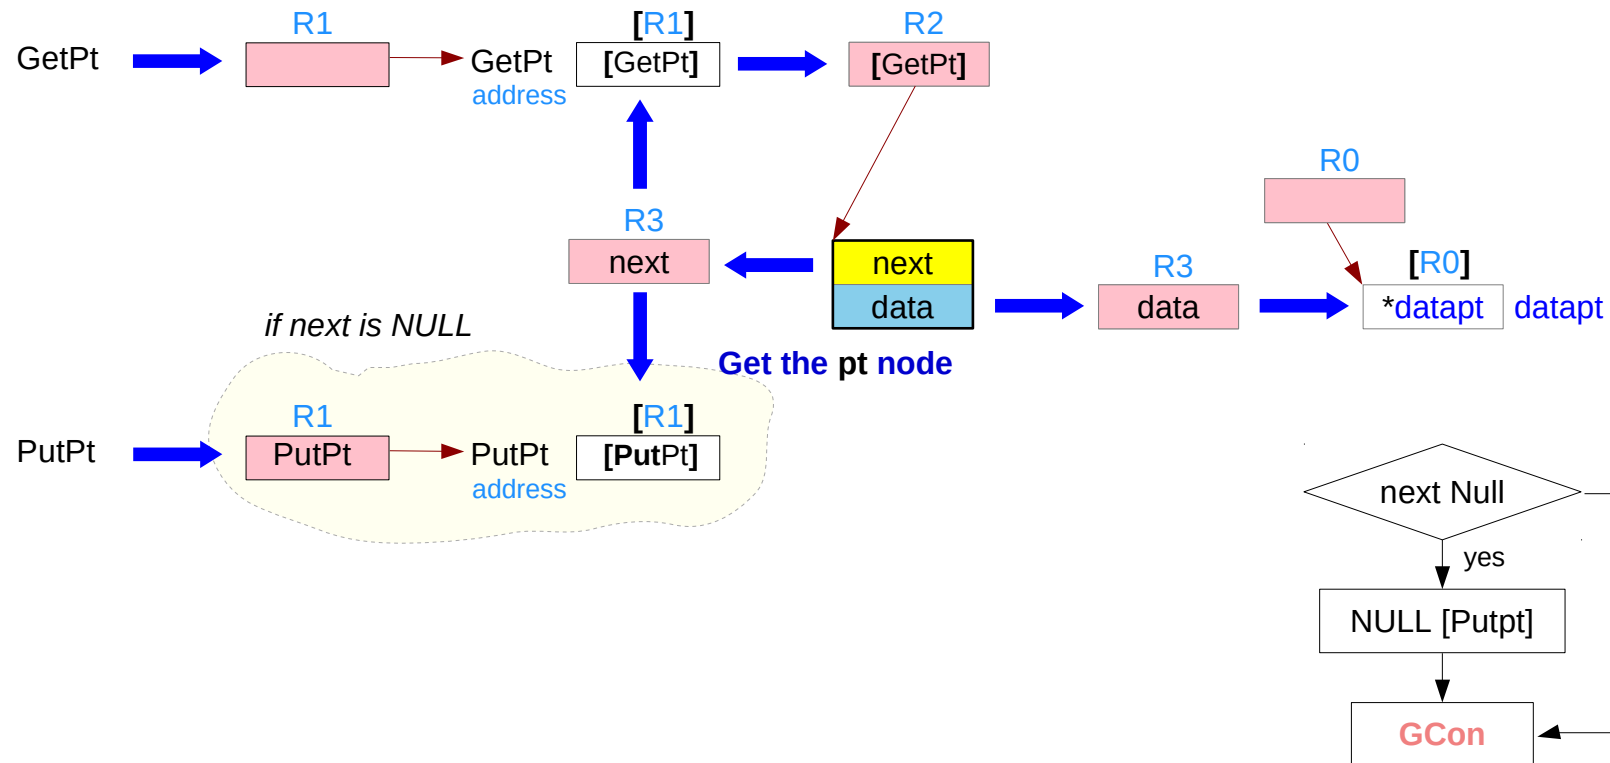 R1
[R1]
R2
GetPt
GetPt
[GetPt]
[GetPt]
address
R0
R3
next
next
data
R3
data
[R0]
*datapt
datapt
if next is NULL
Get the pt node
R1
[R1]
PutPt
PutPt
PutPt
[PutPt]
address
next Null
yes
NULL [Putpt]
GCon